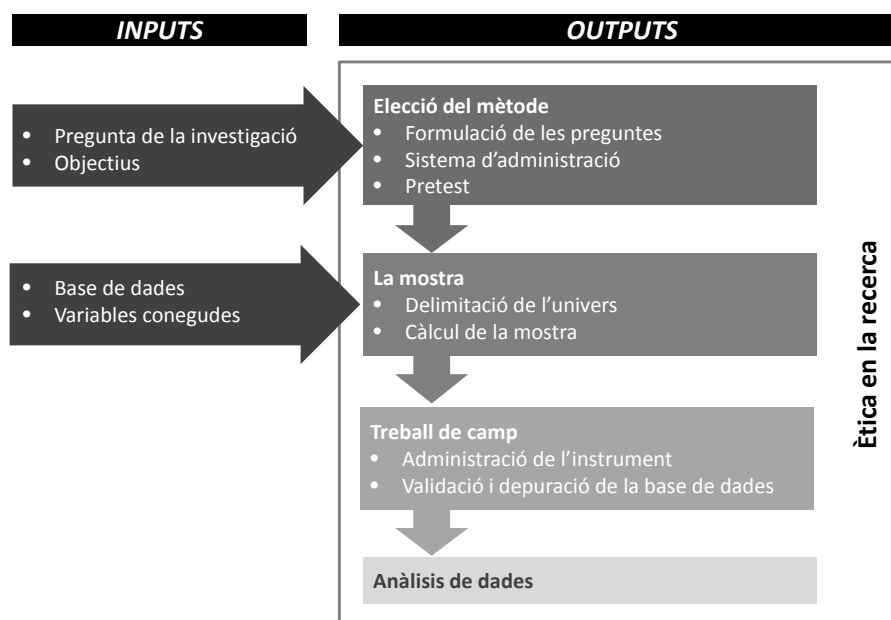 INPUTS
OUTPUTS
• Pregunta de la investigació
• Objectius
Elecció del mètode
• Formulació de les preguntes
• Sistema d’administració
• Pretest
• Base de dades
• Variables conegudes
La mostra
• Delimitació de l’univers
• Càlcul de la mostra
Treball de camp
• Administració de l’instrument
• Validació i depuració de la base de dades
Anàlisis de dades
Ètica en la recerca